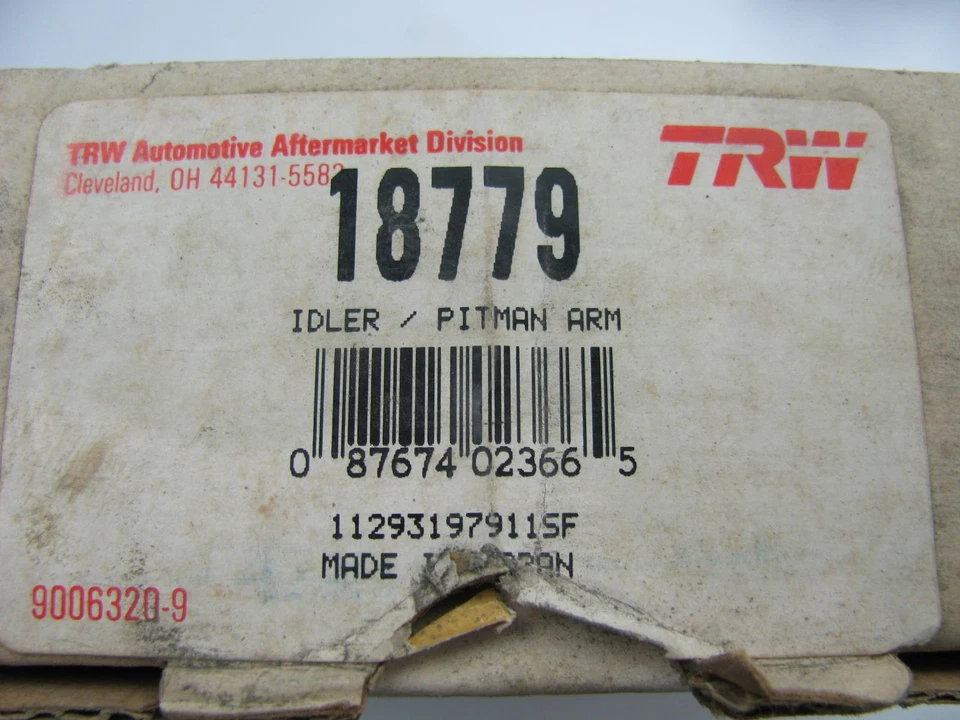 TRW Automotive Aftermarket Division
TRW
Cleveland, OH 44131-5582
18779
IDLER / PITMAN ARM
0 87674 02366 5
11293197911SF
MADE
9006320-9